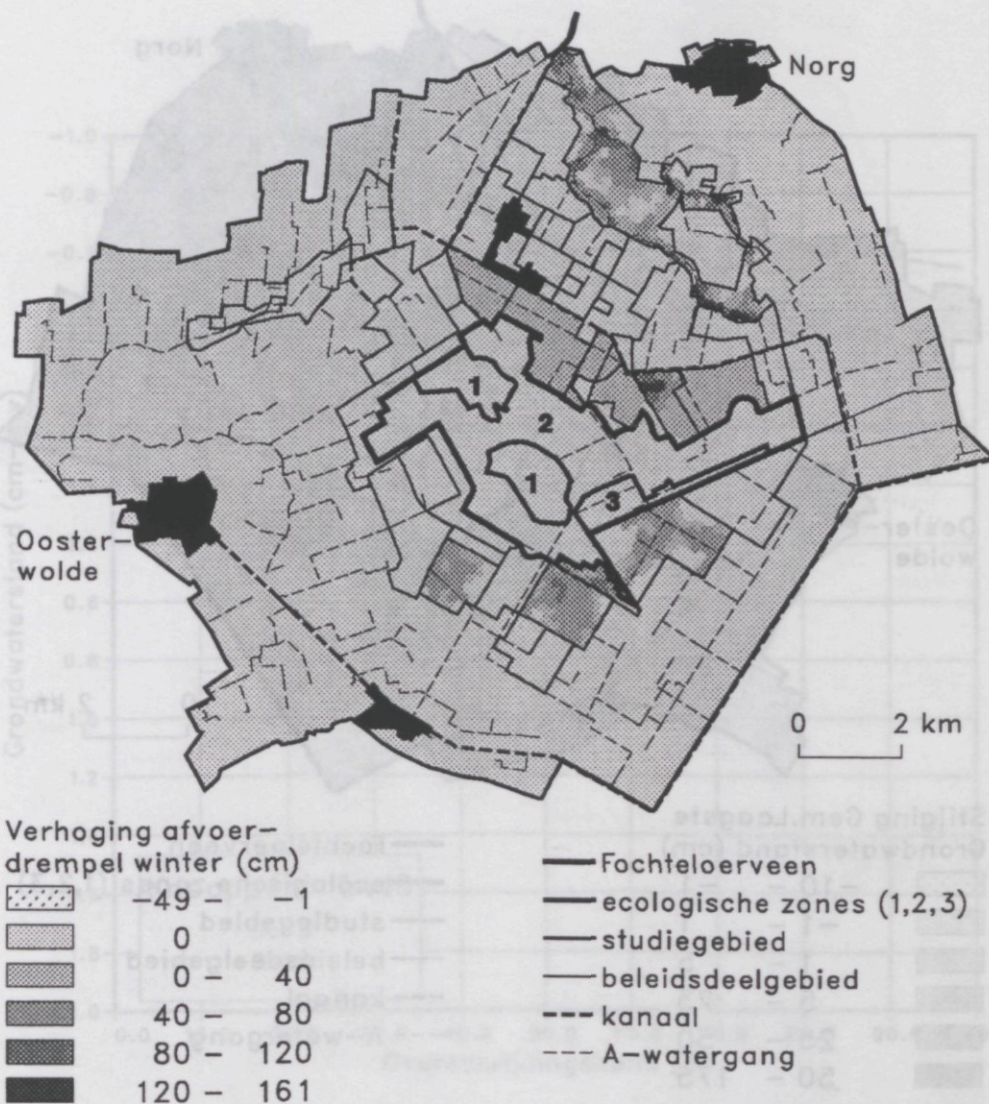 Norg
1
2
1
3
Ooster-
wolde
0 2 km
Verhoging afvoer-
drempel winter (cm)
-49 - -1
0
0 - 40
40 - 80
80 - 120
120 - 161
Fochteloerveen
ecologische zones (1,2,3)
studiegebied
beleidsdeelgebied
kanaal
A-watergang